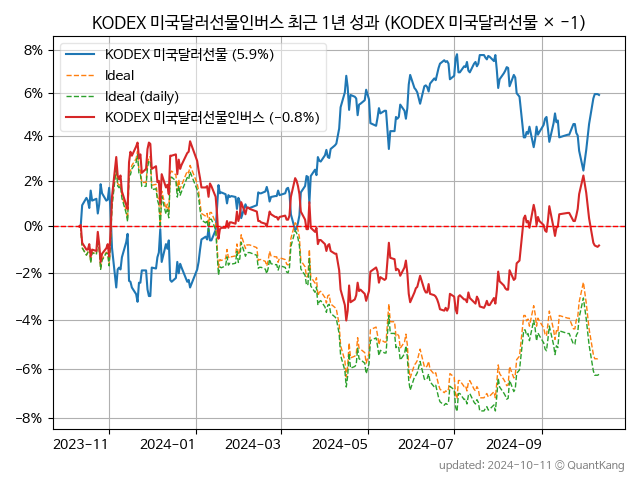 KODEX 미국달러선물인버스 최근 1년 성과 (KODEX 미국달러선물 × −1)
KODEX 미국달러선물 (5.9%)
Ideal
Ideal (daily)
KODEX 미국달러선물인버스 (−0.8%)
8%
6%
4%
2%
0%
−2%
−4%
−6%
−8%
2023-11
2024-01
2024-03
2024-05
2024-07
2024-09
updated: 2024-10-11 © QuantKang